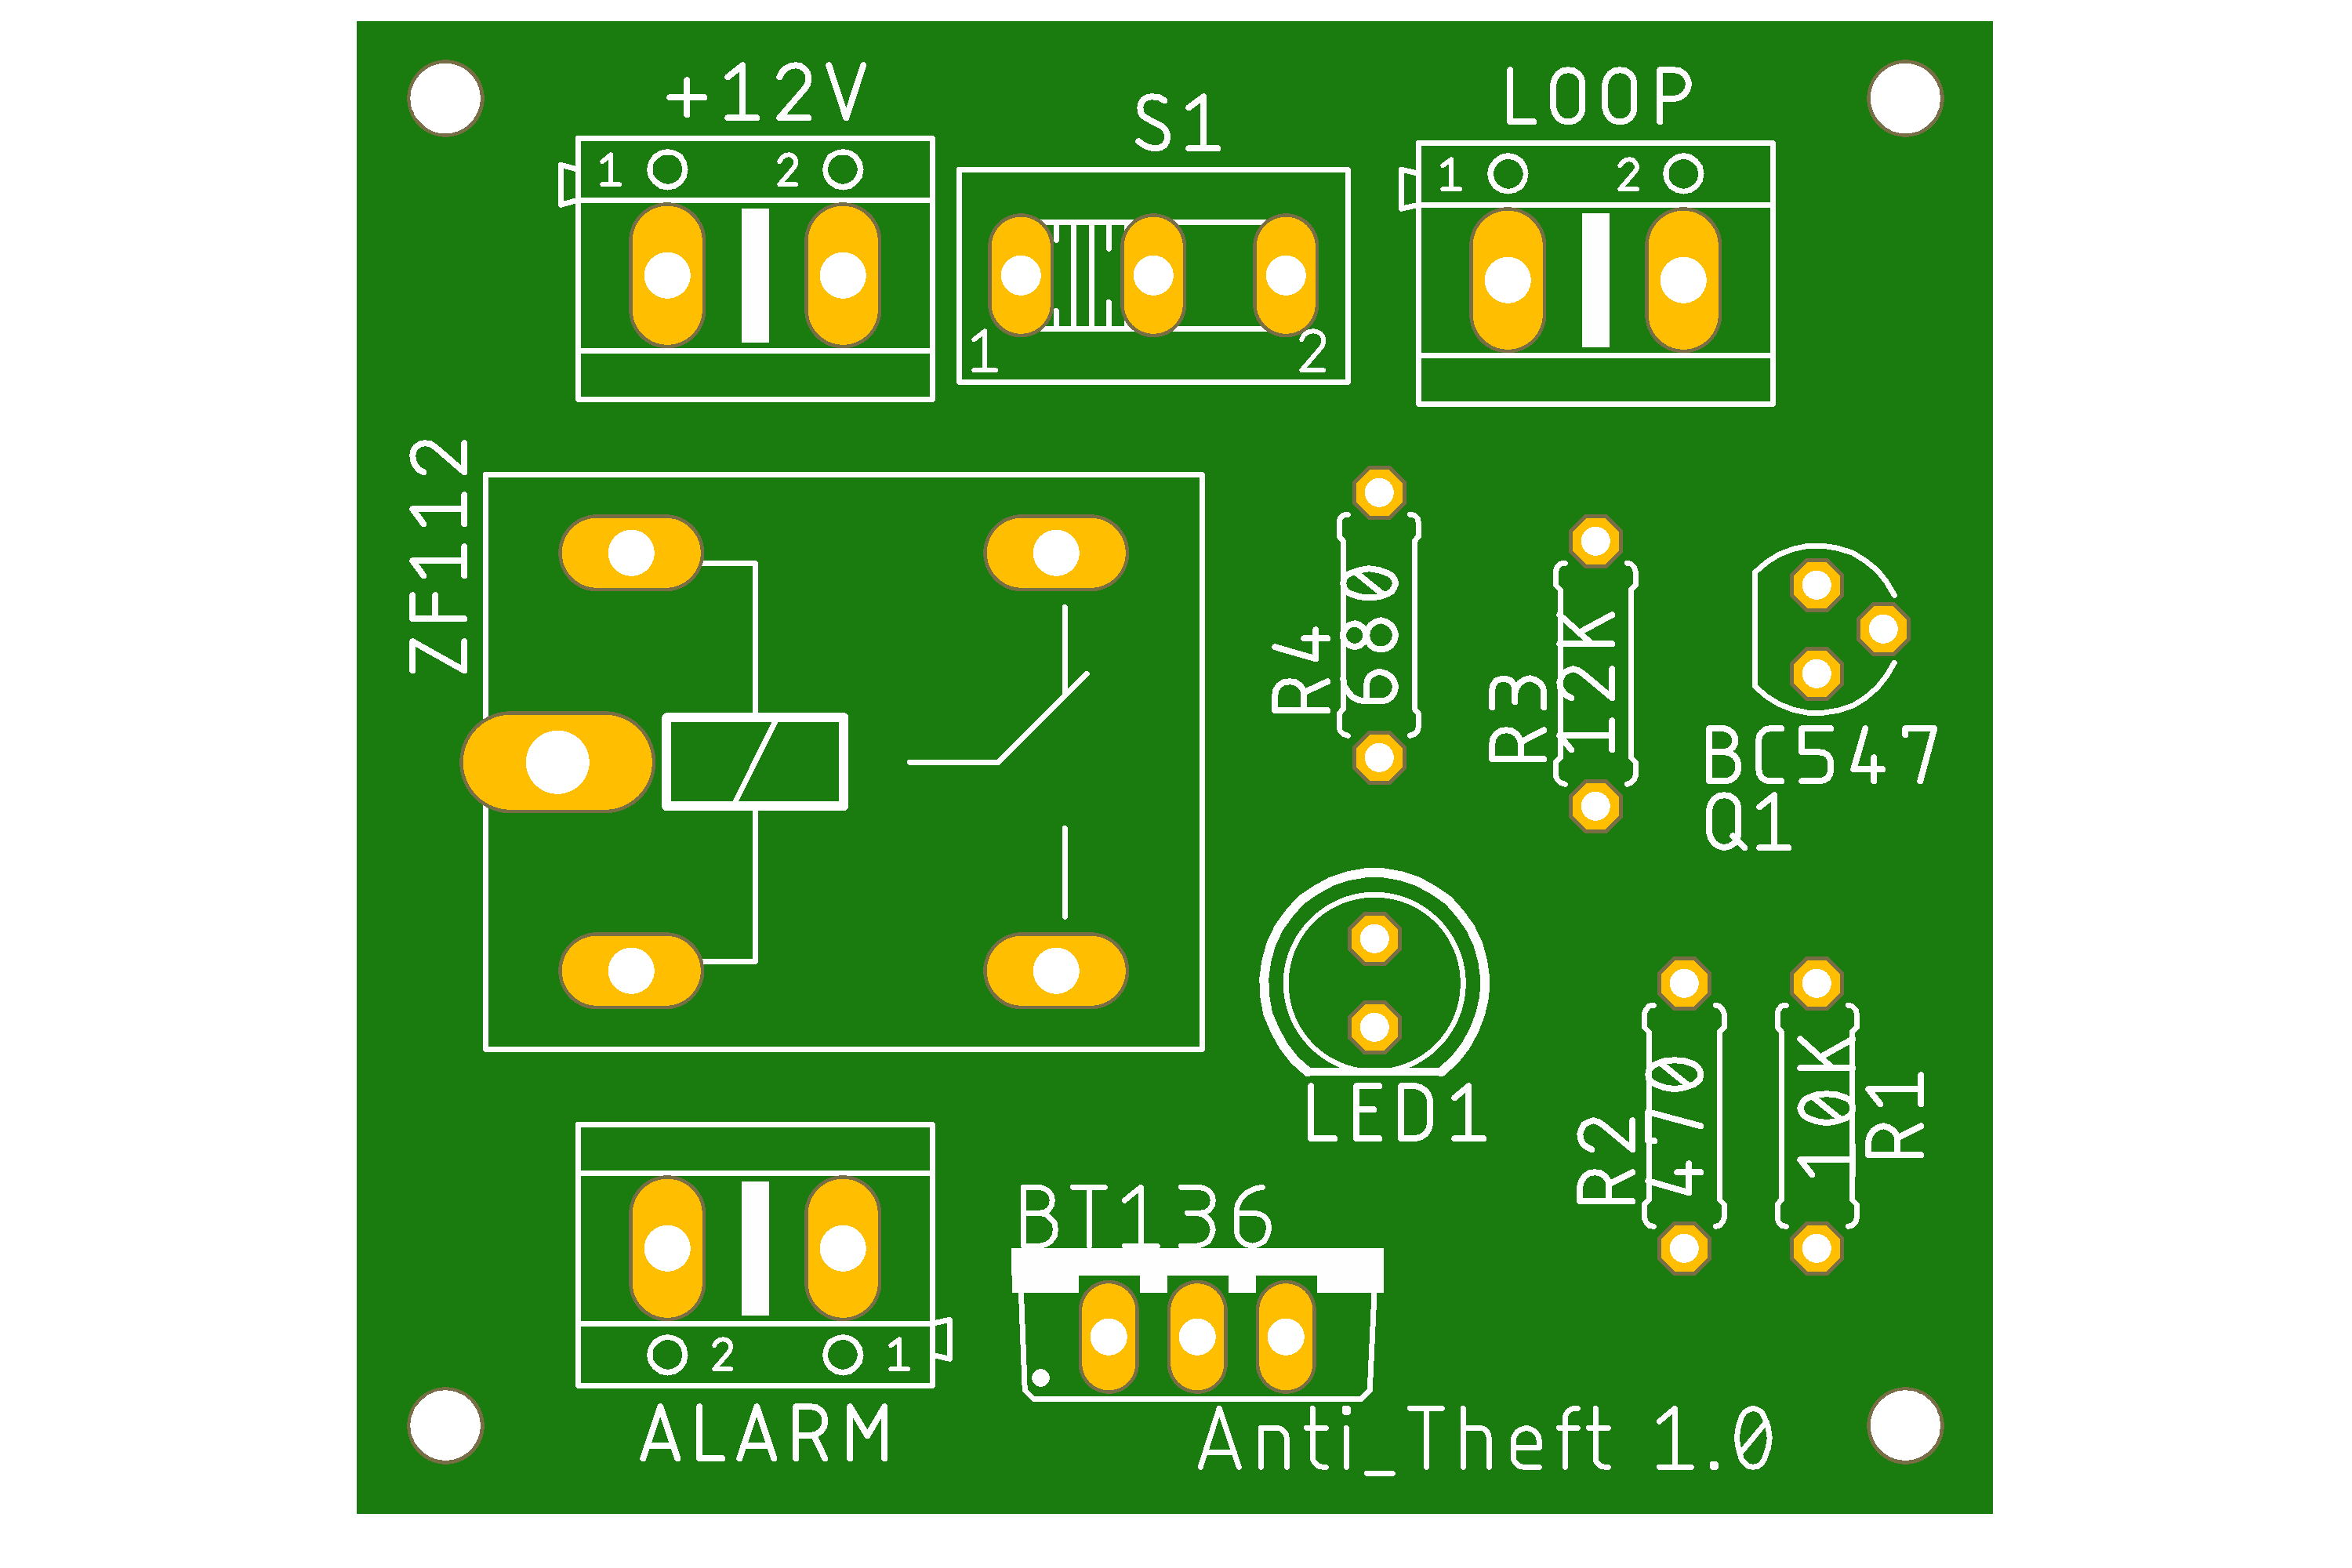 +12V
S1
LOOP
1 2
1 2
1 2
ZF112
R4
680
R3
12K
BC547
Q1
LED1
R2
470
10K
R1
BT136
2 1
ALARM
Anti_Theft 1.0